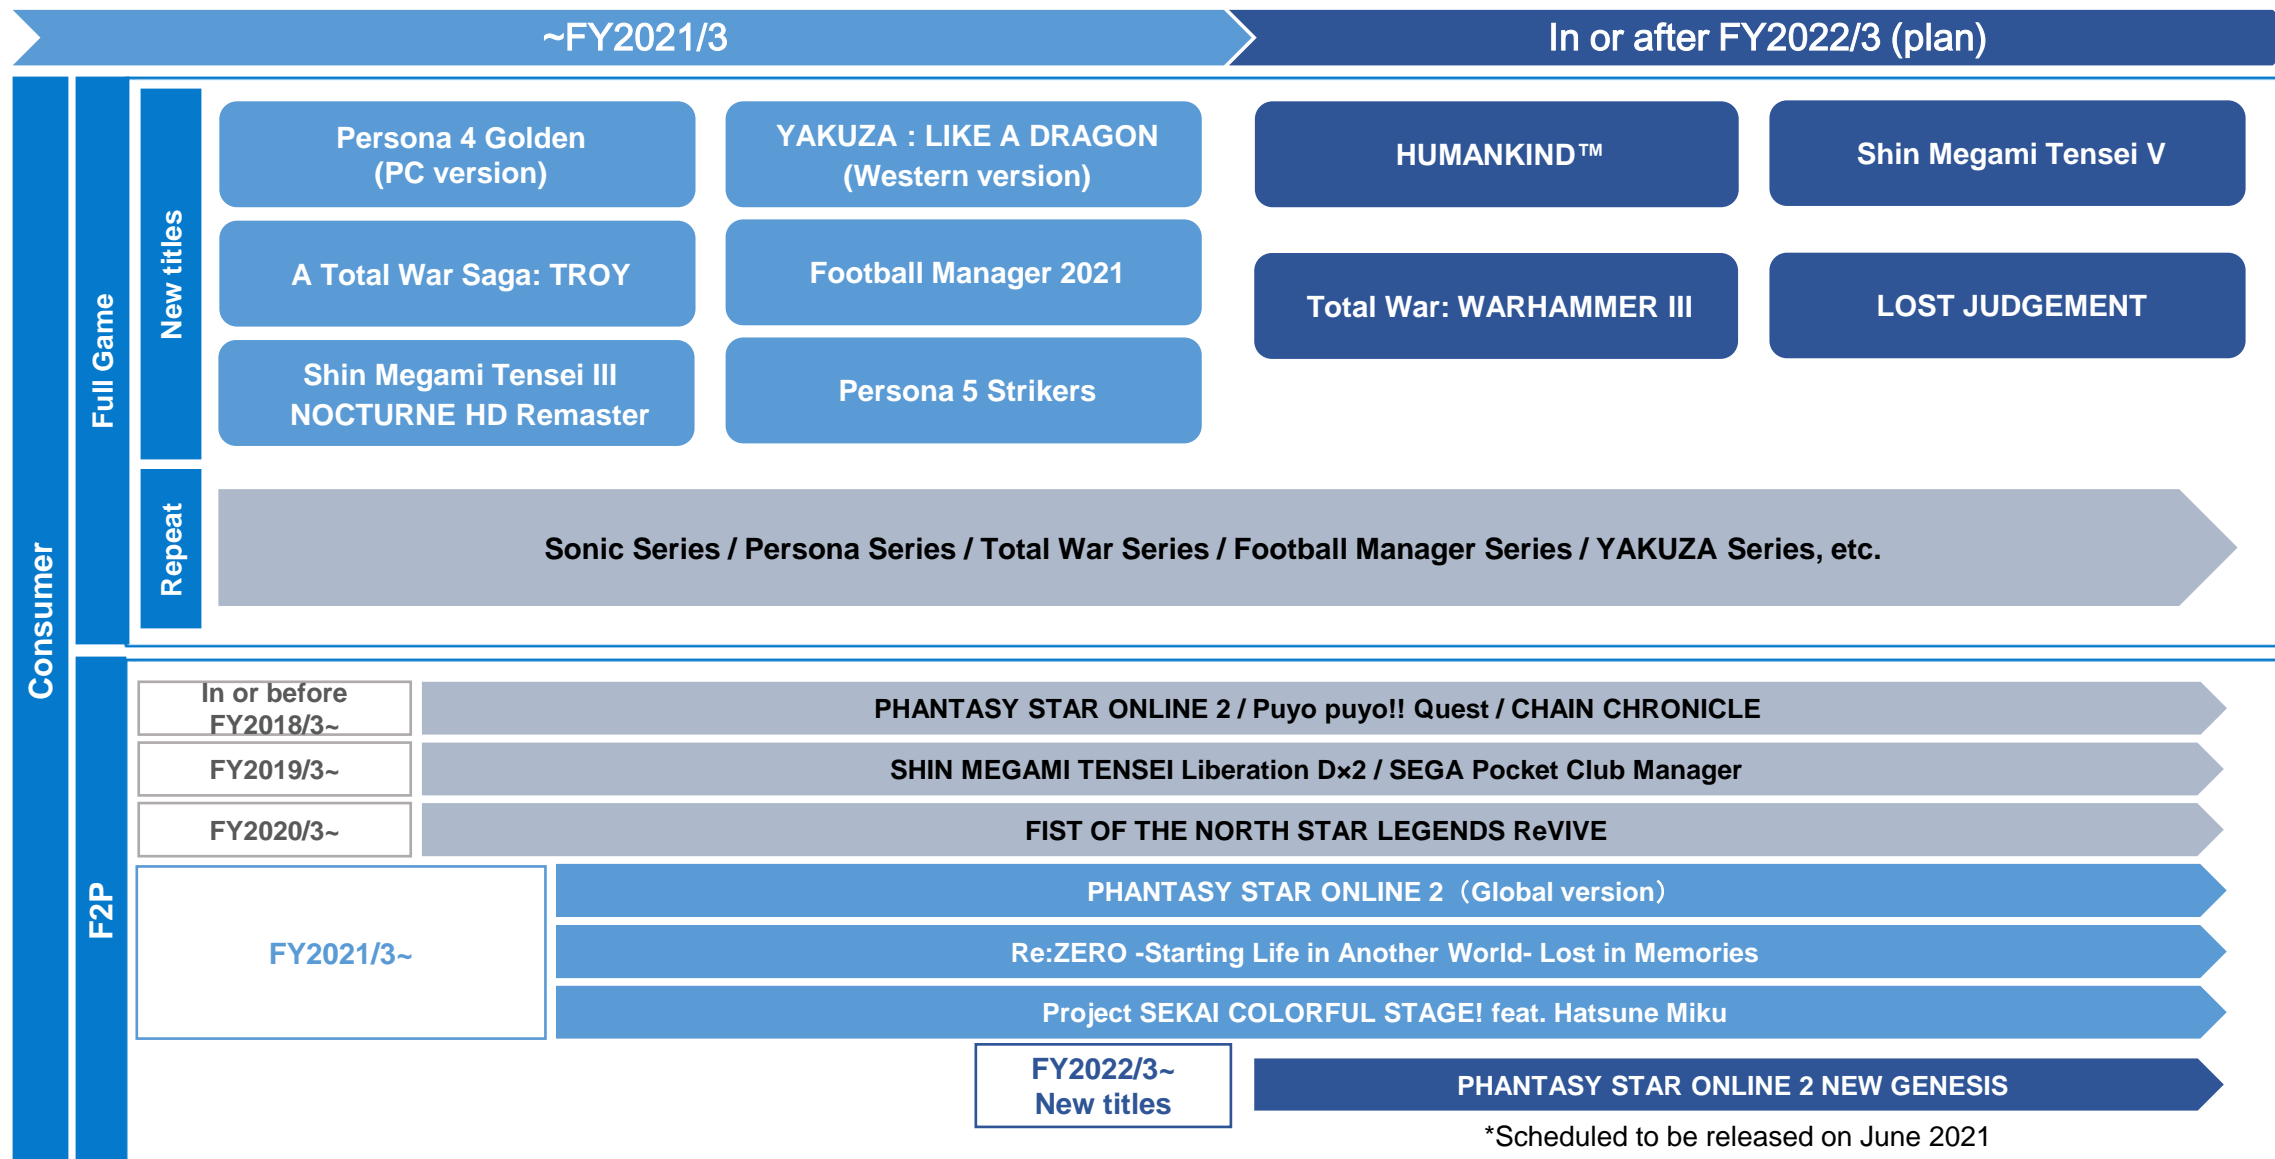 ~FY2021/3
In or after FY2022/3 (plan)
Consumer
Full Game
New titles
Persona 4 Golden
(PC version)
YAKUZA : LIKE A DRAGON
(Western version)
HUMANKIND™
Shin Megami Tensei V
A Total War Saga: TROY
Football Manager 2021
Total War: WARHAMMER III
LOST JUDGEMENT
Shin Megami Tensei III
NOCTURNE HD Remaster
Persona 5 Strikers
Repeat
Sonic Series / Persona Series / Total War Series / Football Manager Series / YAKUZA Series, etc.
F2P
In or before
FY2018/3~
PHANTASY STAR ONLINE 2 / Puyo puyo!! Quest / CHAIN CHRONICLE
FY2019/3~
SHIN MEGAMI TENSEI Liberation D×2 / SEGA Pocket Club Manager
FY2020/3~
FIST OF THE NORTH STAR LEGENDS ReVIVE
FY2021/3~
PHANTASY STAR ONLINE 2（Global version）
Re:ZERO -Starting Life in Another World- Lost in Memories
Project SEKAI COLORFUL STAGE! feat. Hatsune Miku
FY2022/3~
New titles
PHANTASY STAR ONLINE 2 NEW GENESIS
*Scheduled to be released on June 2021